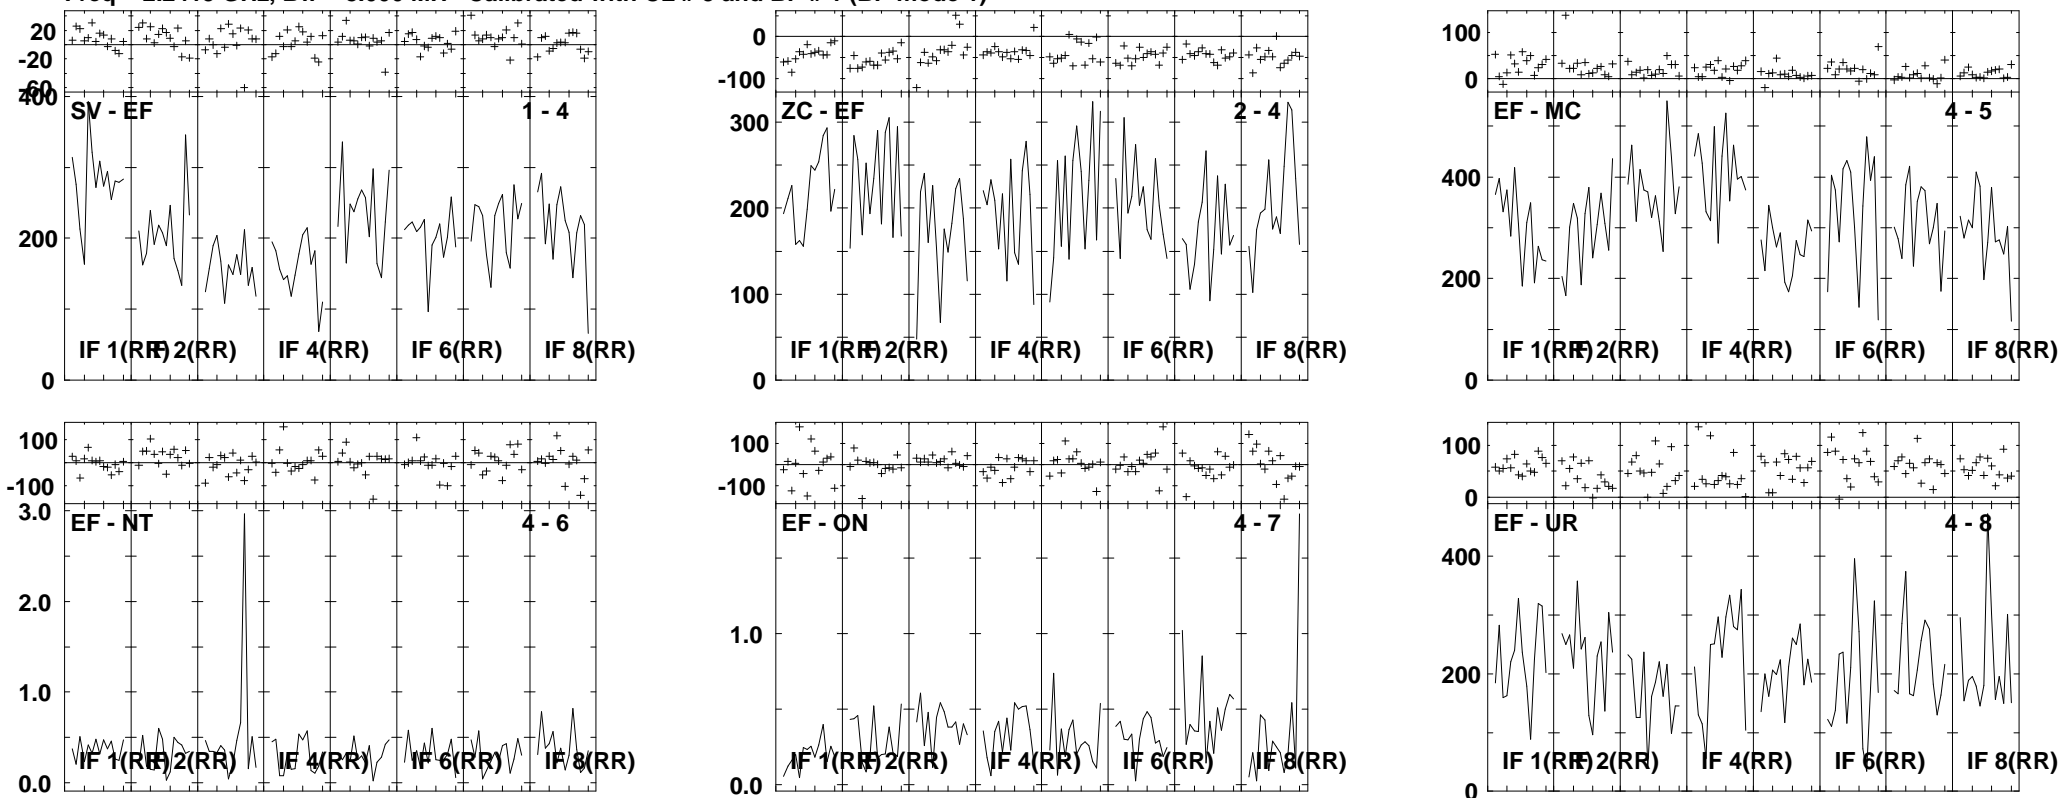 20
-20
-60
400
SV - EF
1 - 4
200
IF 1(RR)
IF 2(RR)
IF 4(RR)
IF 6(RR)
IF 8(RR)
0
0
-100
300
ZC - EF
2 - 4
200
100
IF 1(RR)
IF 2(RR)
IF 4(RR)
IF 6(RR)
IF 8(RR)
0
100
0
EF - MC
4 - 5
400
200
IF 1(RR)
IF 2(RR)
IF 4(RR)
IF 6(RR)
IF 8(RR)
0
100
-100
3.0
EF - NT
4 - 6
2.0
1.0
IF 1(RR)
IF 2(RR)
IF 4(RR)
IF 6(RR)
IF 8(RR)
0.0
100
-100
EF - ON
4 - 7
1.0
IF 1(RR)
IF 2(RR)
IF 4(RR)
IF 6(RR)
IF 8(RR)
0.0
100
0
EF - UR
4 - 8
400
200
IF 1(RR)
IF 2(RR)
IF 4(RR)
IF 6(RR)
IF 8(RR)
0